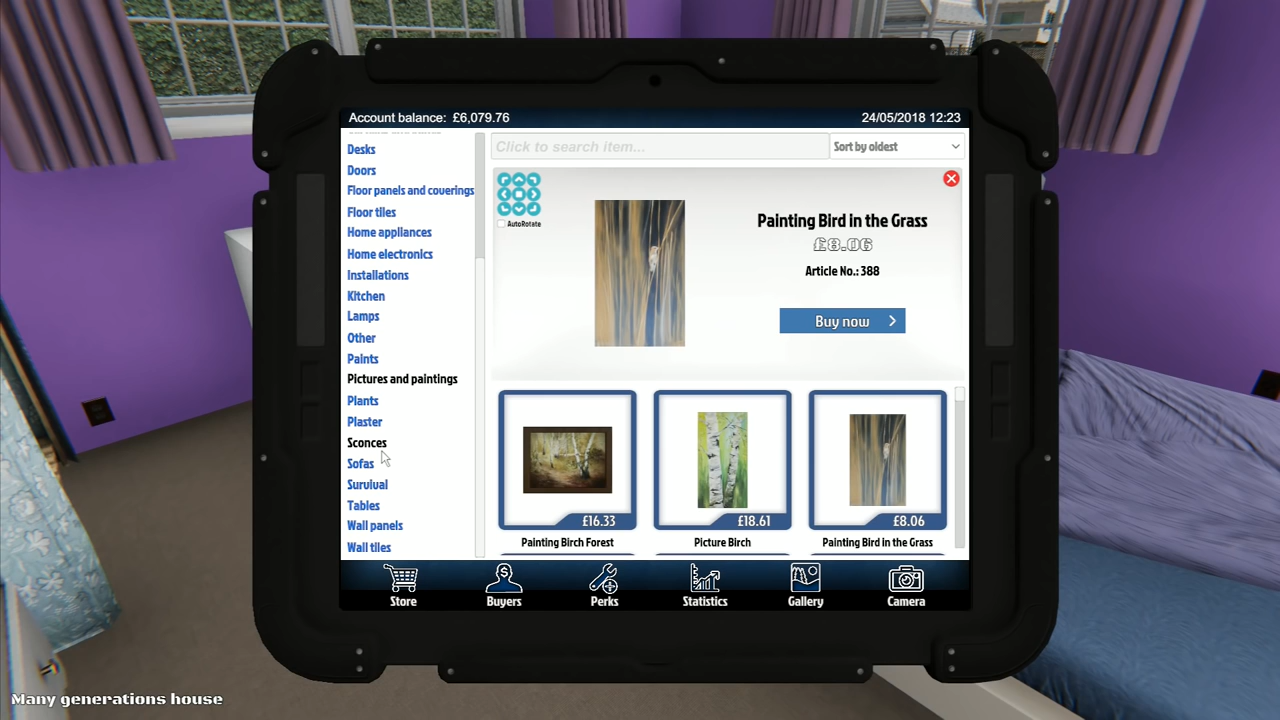 Account balance: £6,079.76
24/05/2018 12:23
Click to search item...
Sort by oldest
Desks
Doors
Floor panels and coverings
Floor tiles
Home appliances
Home electronics
Installations
Kitchen
Lamps
Other
Paints
Pictures and paintings
Plants
Plaster
Sconces
Sofas
Survival
Tables
Wall panels
Wall tiles
AutoRotate
Painting Bird in the Grass
£8.06
Article No.: 388
Buy now
£16.33
£18.61
£8.06
Painting Birch Forest
Picture Birch
Painting Bird in the Grass
Store
Buyers
Perks
Statistics
Gallery
Camera
Many generations house